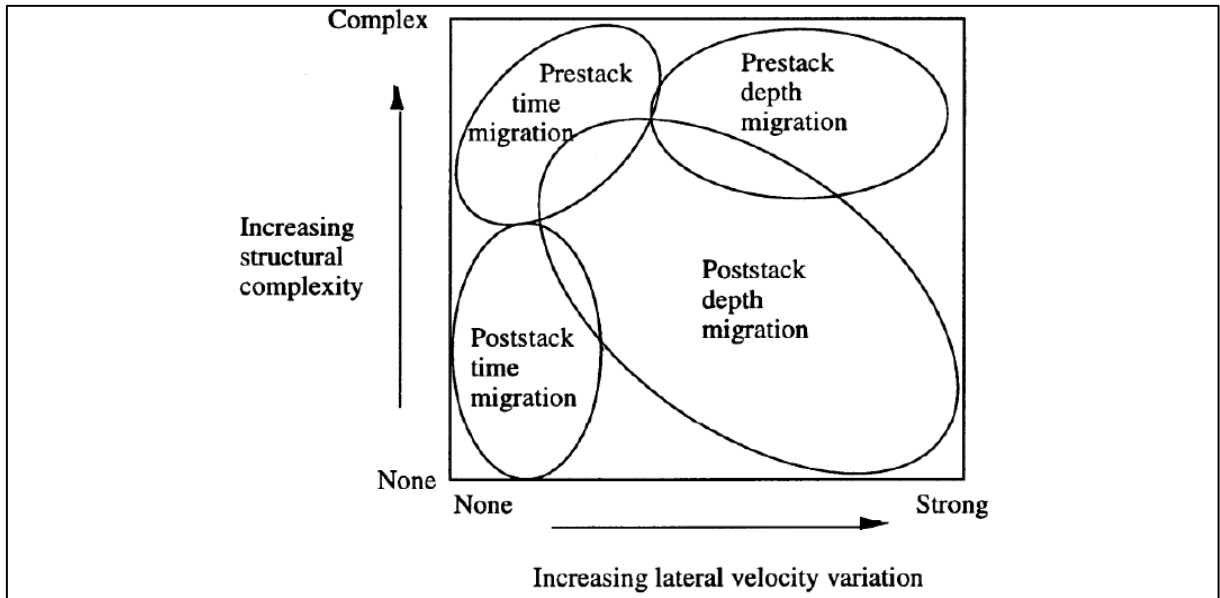 Complex
Prestack
time
migration
Prestack
depth
migration
Increasing
structural
complexity
Poststack
depth
migration
Poststack
time
migration
None
None
Strong
Increasing lateral velocity variation